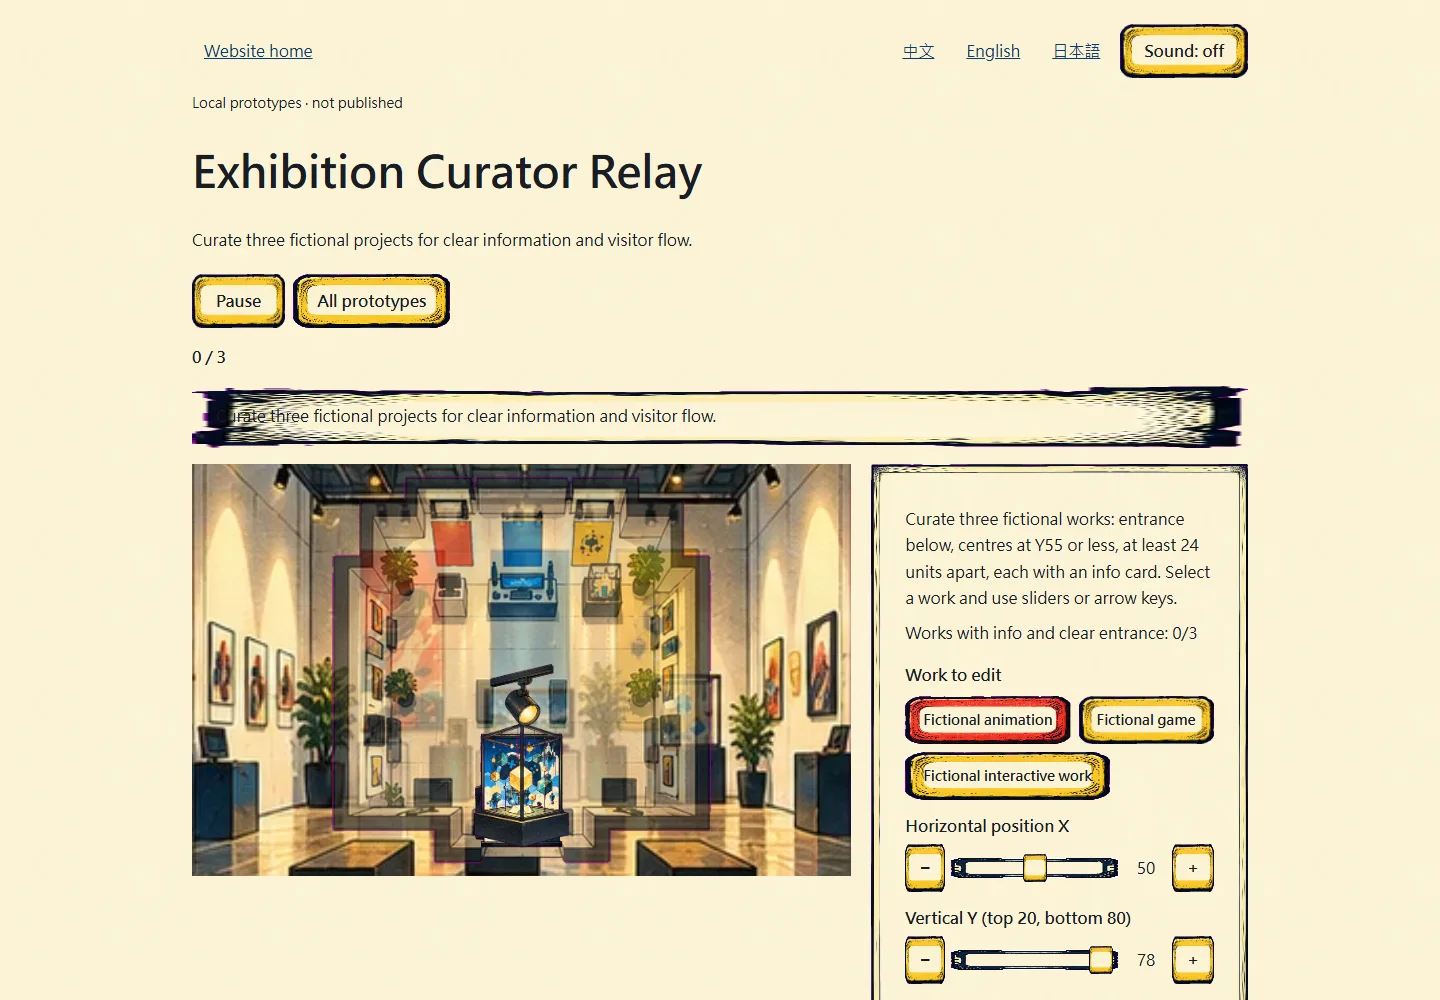 Website home
中文 English 日本語 Sound: off
Local prototypes · not published
Exhibition Curator Relay
Curate three fictional projects for clear information and visitor flow.
Pause All prototypes
0 / 3
Curate three fictional projects for clear information and visitor flow.
Curate three fictional works: entrance
below, centres at Y55 or less, at least 24
units apart, each with an info card. Select
a work and use sliders or arrow keys.
Works with info and clear entrance: 0/3
Work to edit
Fictional animation Fictional game
Fictional interactive work
Horizontal position X
− 50 +
Vertical Y (top 20, bottom 80)
− 78 +